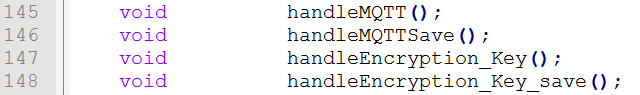 145 void handleMQTT();
146 void handleMQTTSave();
147 void handleEncryption_Key();
148 void handleEncryption_Key_save();